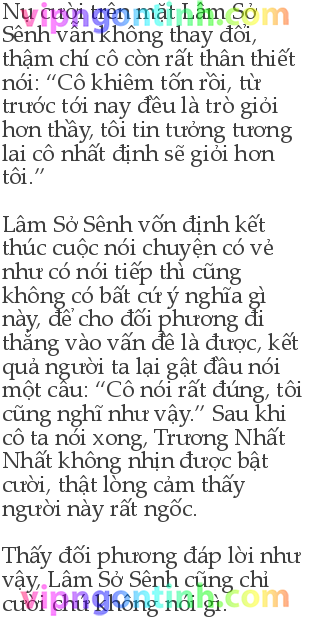 vipngontinh.com
Nụ cười trên mặt Lâm Sở
Sênh vẫn không thay đổi,
thậm chí cô còn rất thân thiết
nói: “Cô khiêm tốn rồi, từ
trước tới nay đều là trò giỏi
hơn thầy, tôi tin tưởng tương
lai cô nhất định sẽ giỏi hơn
tôi.”
Lâm Sở Sênh vốn định kết
thúc cuộc nói chuyện có vẻ
như có nói tiếp thì cũng
không có bất cứ ý nghĩa gì
này, để cho đối phương đi
thẳng vào vấn đề là được, kết
quả người ta lại gật đầu nói
một câu: “Cô nói rất đúng, tôi
cũng nghĩ như vậy.” Sau khi
cô ta nói xong, Trương Nhất
Nhất không nhịn được bật
cười, thật lòng cảm thấy
người này rất ngốc.
Thấy đối phương đáp lời như
vậy, Lâm Sở Sênh cũng chỉ
cười chứ không nói gì.
vipngontinh.com